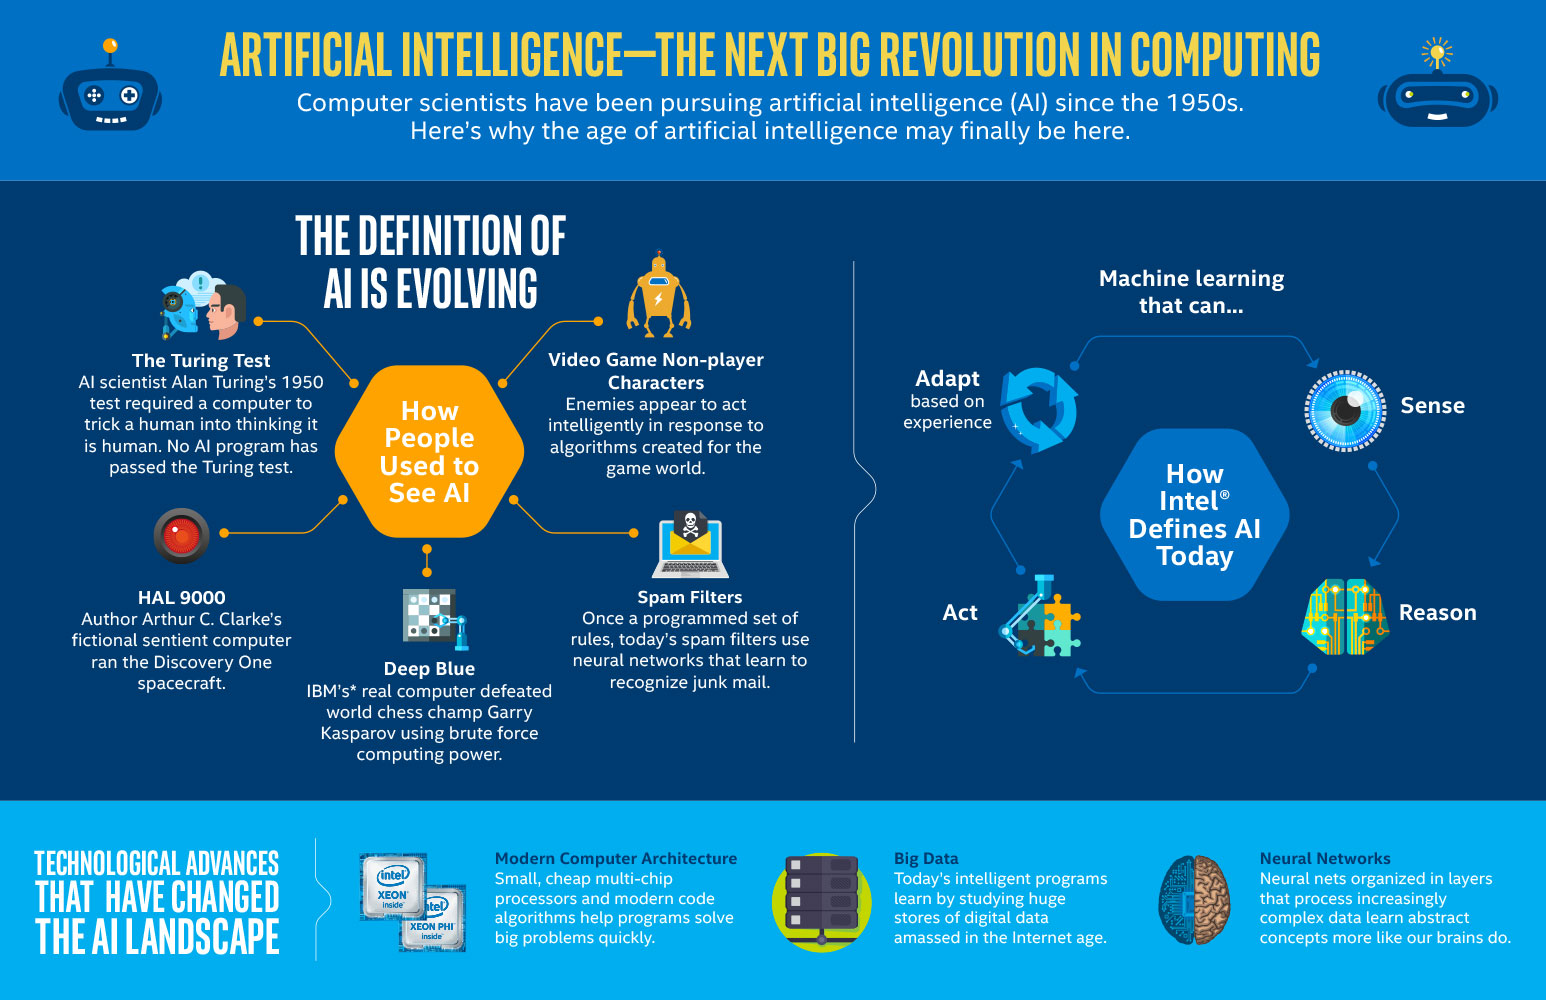 ARTIFICIAL INTELLIGENCE—THE NEXT BIG REVOLUTION IN COMPUTING
Computer scientists have been pursuing artificial intelligence (AI) since the 1950s.
Here's why the age of artificial intelligence may finally be here.
THE DEFINITION OF
AI IS EVOLVING
The Turing Test
AI scientist Alan Turing's 1950
test required a computer to
trick a human into thinking it
is human. No AI program has
passed the Turing test.
Video Game Non-player
Characters
Enemies appear to act
intelligently in response to
algorithms created for the
game world.
How
People
Used to
See AI
HAL 9000
Author Arthur C. Clarke's
fictional sentient computer
ran the Discovery One
spacecraft.
Deep Blue
IBM's* real computer defeated
world chess champ Garry
Kasparov using brute force
computing power.
Spam Filters
Once a programmed set of
rules, today's spam filters use
neural networks that learn to
recognize junk mail.
Machine learning
that can...
Adapt
based on
experience
Sense
How
Intel®
Defines AI
Today
Act
Reason
TECHNOLOGICAL ADVANCES
THAT HAVE CHANGED
THE AI LANDSCAPE
intel
XEON
inside
intel
XEON PHI
inside
Modern Computer Architecture
Small, cheap multi-chip
processors and modern code
algorithms help programs solve
big problems quickly.
Big Data
Today's intelligent programs
learn by studying huge
stores of digital data
amassed in the Internet age.
Neural Networks
Neural nets organized in layers
that process increasingly
complex data learn abstract
concepts more like our brains do.